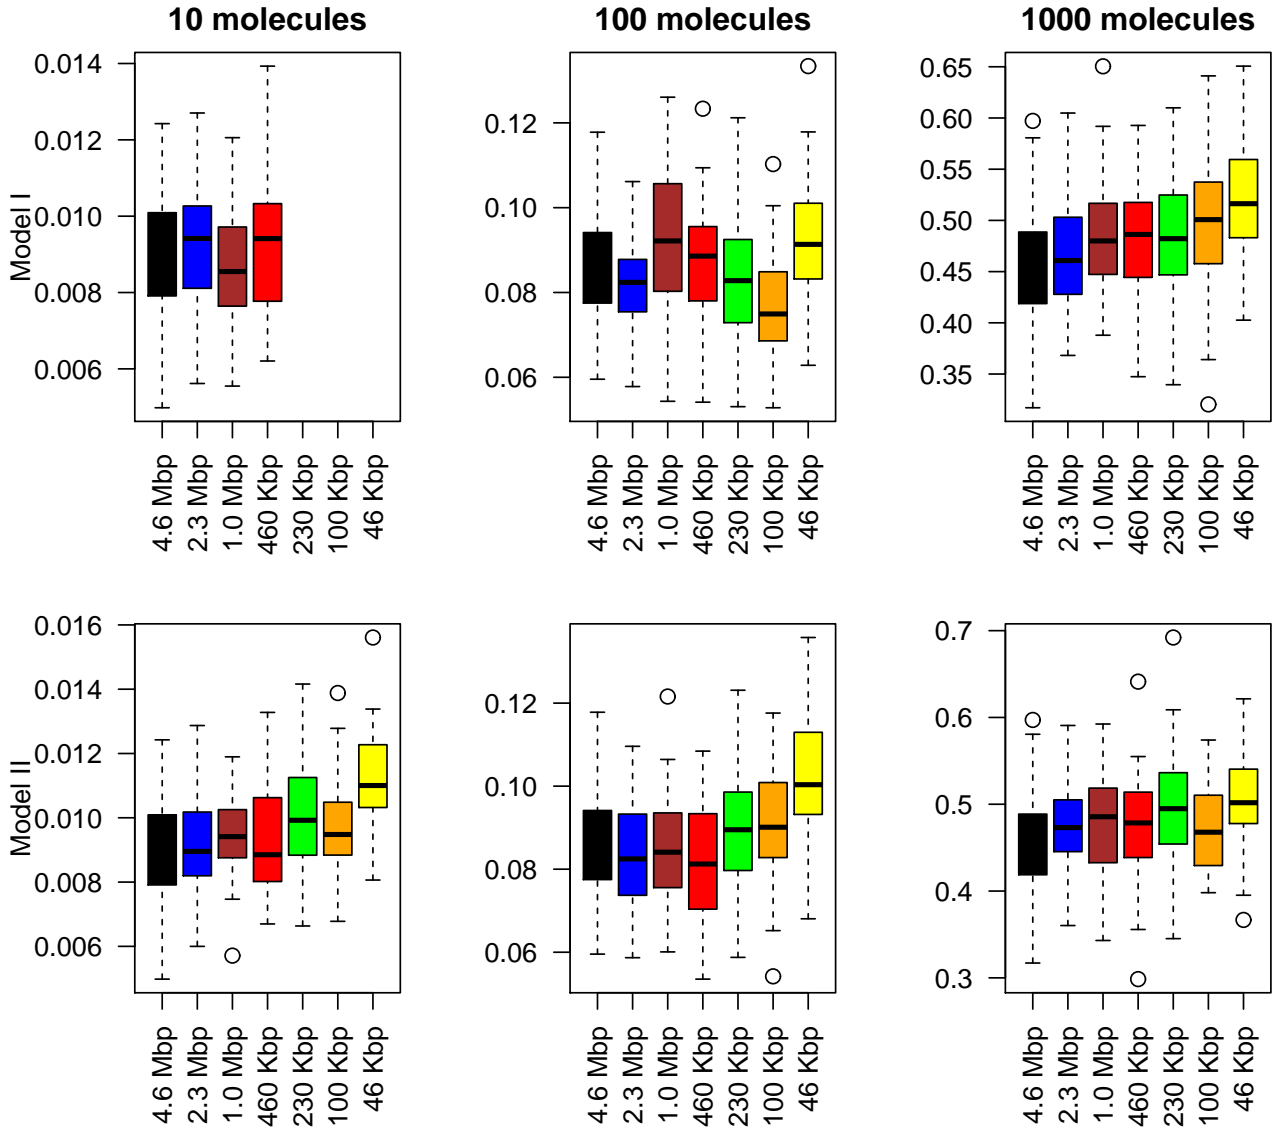 10 molecules
100 molecules
1000 molecules
Model I
0.014
0.012
0.010
0.008
0.006
4.6 Mbp
2.3 Mbp
1.0 Mbp
460 Kbp
230 Kbp
100 Kbp
46 Kbp
0.12
0.10
0.08
0.06
4.6 Mbp
2.3 Mbp
1.0 Mbp
460 Kbp
230 Kbp
100 Kbp
46 Kbp
0.65
0.60
0.55
0.50
0.45
0.40
0.35
4.6 Mbp
2.3 Mbp
1.0 Mbp
460 Kbp
230 Kbp
100 Kbp
46 Kbp
Model II
0.016
0.014
0.012
0.010
0.008
0.006
4.6 Mbp
2.3 Mbp
1.0 Mbp
460 Kbp
230 Kbp
100 Kbp
46 Kbp
0.12
0.10
0.08
0.06
4.6 Mbp
2.3 Mbp
1.0 Mbp
460 Kbp
230 Kbp
100 Kbp
46 Kbp
0.7
0.6
0.5
0.4
0.3
4.6 Mbp
2.3 Mbp
1.0 Mbp
460 Kbp
230 Kbp
100 Kbp
46 Kbp